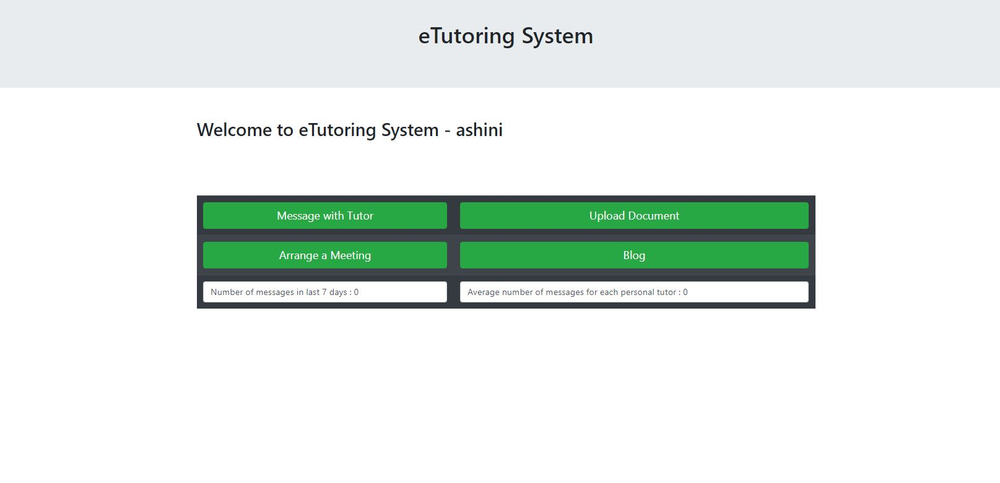 eTutoring System
Welcome to eTutoring System - ashini
Message with Tutor
Upload Document
Arrange a Meeting
Blog
Number of messages in last 7 days : 0
Average number of messages for each personal tutor : 0